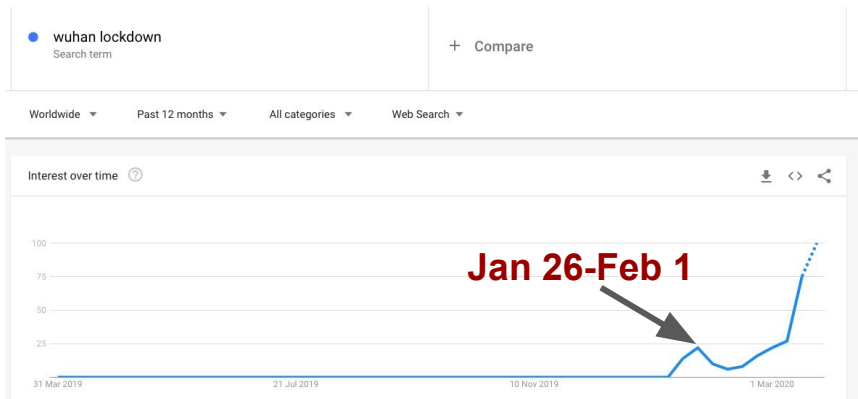 wuhan lockdown
Search term
+ Compare
Worldwide
Past 12 months
All categories
Web Search
Interest over time
?
<>
100
75
50
25
Jan 26-Feb 1
31 Mar 2019
21 Jul 2019
10 Nov 2019
1 Mar 2020